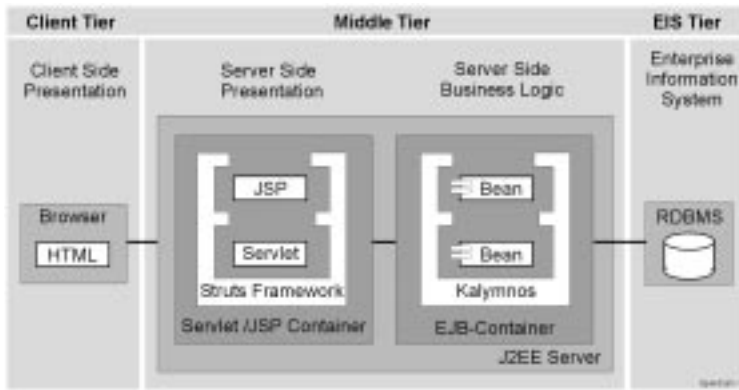 Client Tier
Middle Tier
EIS Tier
Client Side
Presentation
Server Side
Presentation
Server Side
Business Logic
Enterprise
Information
System
Browser
HTML
JSP
Servlet
Struts Framework
Servlet /JSP Container
Bean
Bean
Kalymnos
EJB-Container
J2EE Server
RDBMS